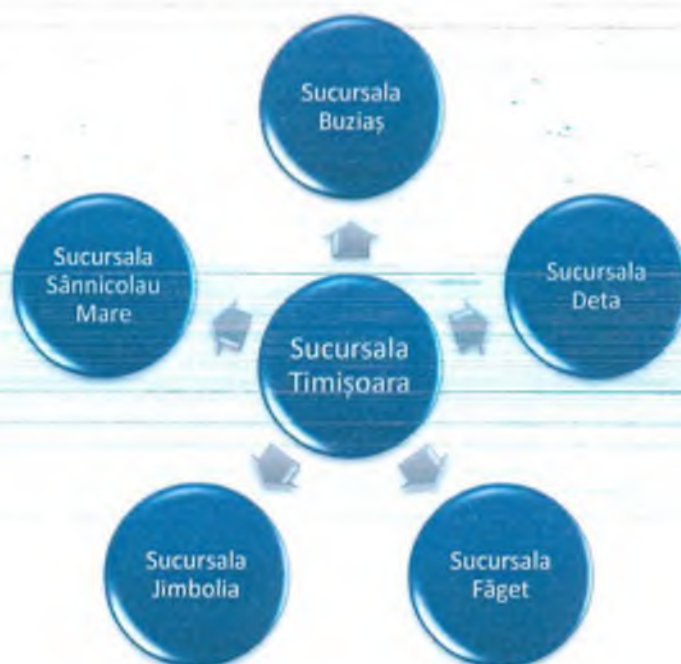 Sucursala
Buziaș
Sucursala
Sânnicolau
Mare
Sucursala
Deta
Sucursala
Timișoara
Sucursala
Jimbolia
Sucursala
Făget